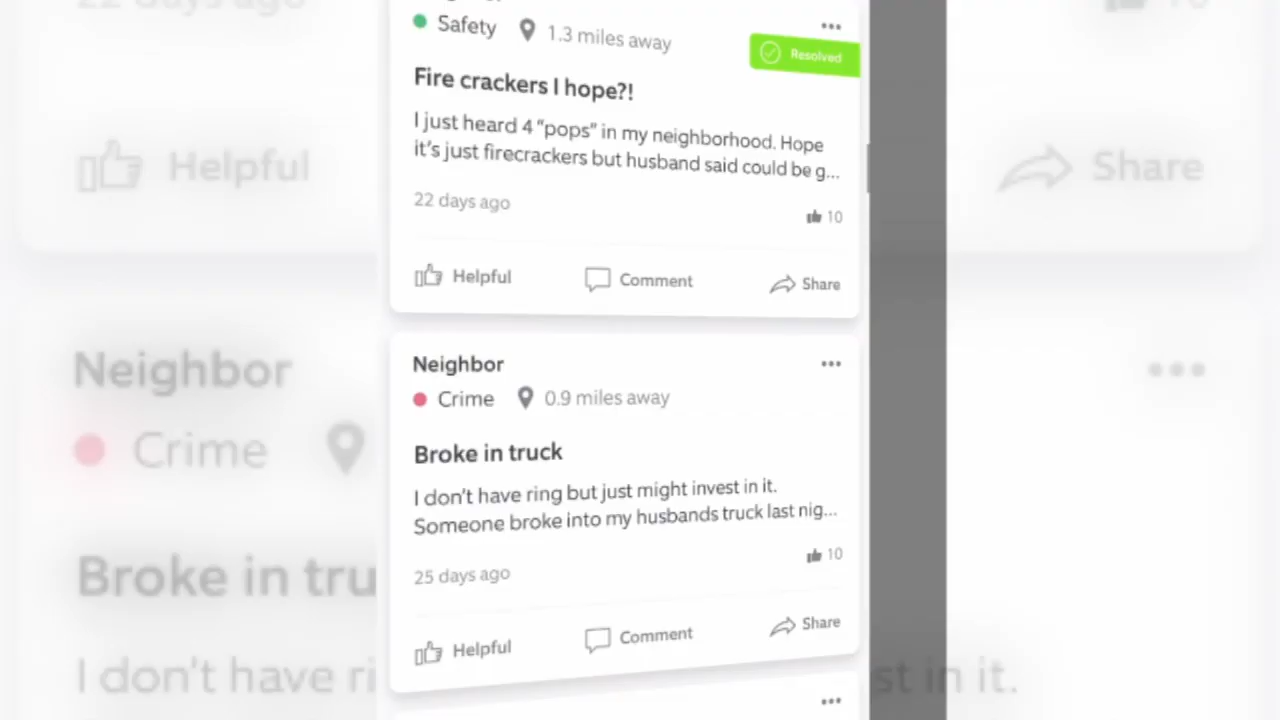 22 days ago
10
Safety
1.3 miles away
Resolved
Fire crackers I hope?!
I just heard 4 “pops” in my neighborhood. Hope
it’s just firecrackers but husband said could be g...
22 days ago
10
Helpful
Comment
Share
Helpful
Share
Neighbor
Crime
0.9 miles away
Broke in truck
I don’t have ring but just might invest in it.
Someone broke into my husbands truck last nig...
25 days ago
10
Helpful
Comment
Share
Neighbor
Crime
Broke in tru
I don't have ri
st in it.